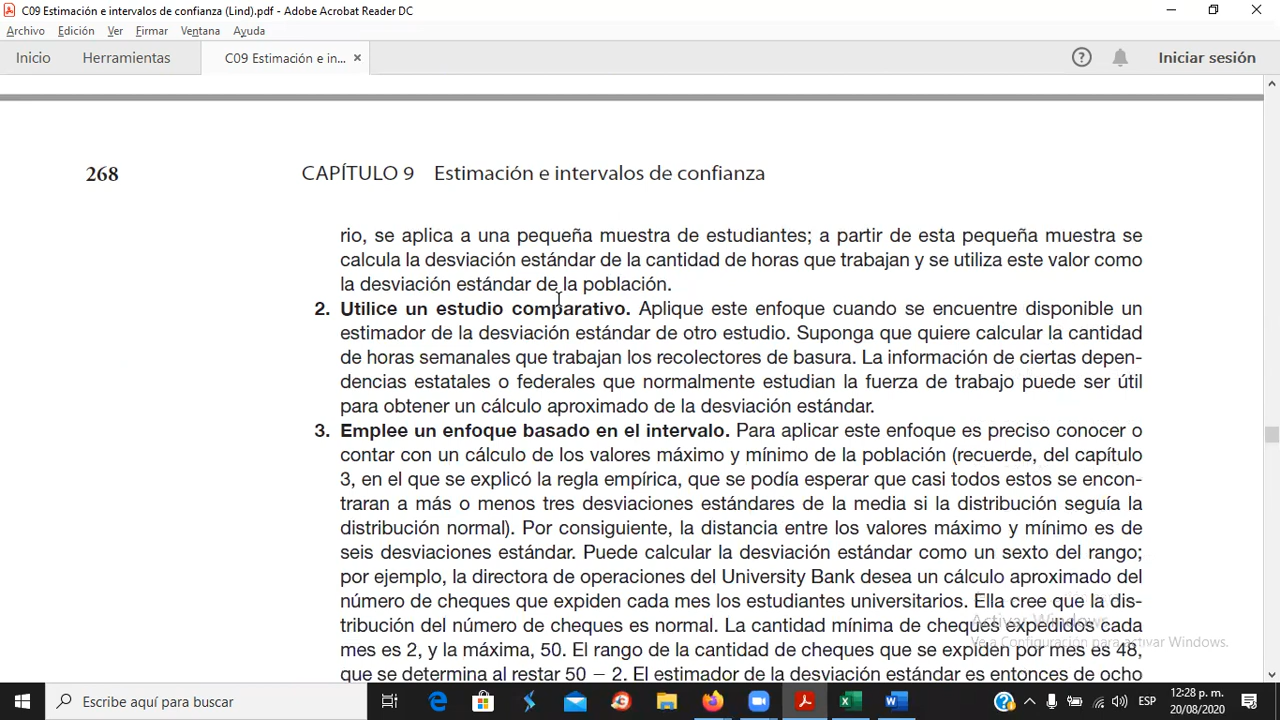 C09 Estimación e intervalos de confianza (Lind).pdf - Adobe Acrobat Reader DC
Archivo Edición Ver Firmar Ventana Ayuda
Inicio Herramientas C09 Estimación e in... × Iniciar sesión
268 CAPÍTULO 9 Estimación e intervalos de confianza
rio, se aplica a una pequeña muestra de estudiantes; a partir de esta pequeña muestra se
calcula la desviación estándar de la cantidad de horas que trabajan y se utiliza este valor como
la desviación estándar de la población.
2. Utilice un estudio comparativo. Aplique este enfoque cuando se encuentre disponible un
estimador de la desviación estándar de otro estudio. Suponga que quiere calcular la cantidad
de horas semanales que trabajan los recolectores de basura. La información de ciertas depen-
dencias estatales o federales que normalmente estudian la fuerza de trabajo puede ser útil
para obtener un cálculo aproximado de la desviación estándar.
3. Emplee un enfoque basado en el intervalo. Para aplicar este enfoque es preciso conocer o
contar con un cálculo de los valores máximo y mínimo de la población (recuerde, del capítulo
3, en el que se explicó la regla empírica, que se podía esperar que casi todos estos se encon-
traran a más o menos tres desviaciones estándares de la media si la distribución seguía la
distribución normal). Por consiguiente, la distancia entre los valores máximo y mínimo es de
seis desviaciones estándar. Puede calcular la desviación estándar como un sexto del rango;
por ejemplo, la directora de operaciones del University Bank desea un cálculo aproximado del
número de cheques que expiden cada mes los estudiantes universitarios. Ella cree que la dis-
tribución del número de cheques es normal. La cantidad mínima de cheques expedidos cada
mes es 2, y la máxima, 50. El rango de la cantidad de cheques que se expiden por mes es 48,
que se determina al restar 50 − 2. El estimador de la desviación estándar es entonces de ocho
Activar Windows
Ve a Configuración para activar Windows.
Escribe aquí para buscar
ESP
12:28 p. m.
20/08/2020